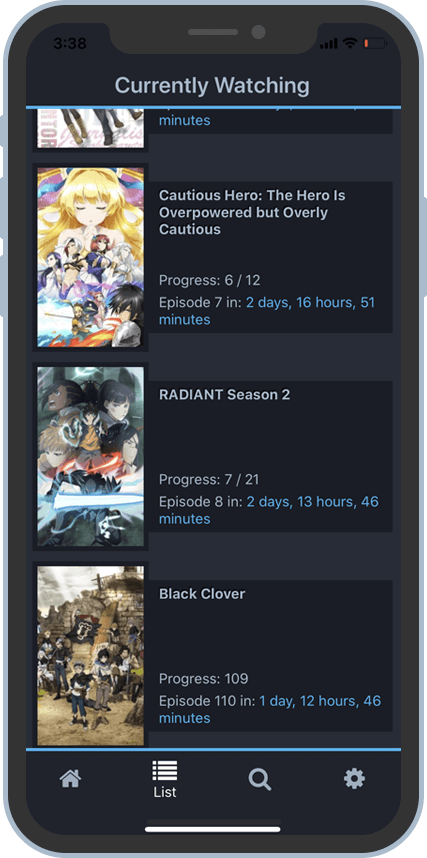 3:38
Currently Watching
minutes
Cautious Hero: The Hero Is
Overpowered but Overly
Cautious
Progress: 6 / 12
Episode 7 in: 2 days, 16 hours, 51
minutes
RADIANT Season 2
Progress: 7 / 21
Episode 8 in: 2 days, 13 hours, 46
minutes
Black Clover
Progress: 109
Episode 110 in: 1 day, 12 hours, 46
minutes
List